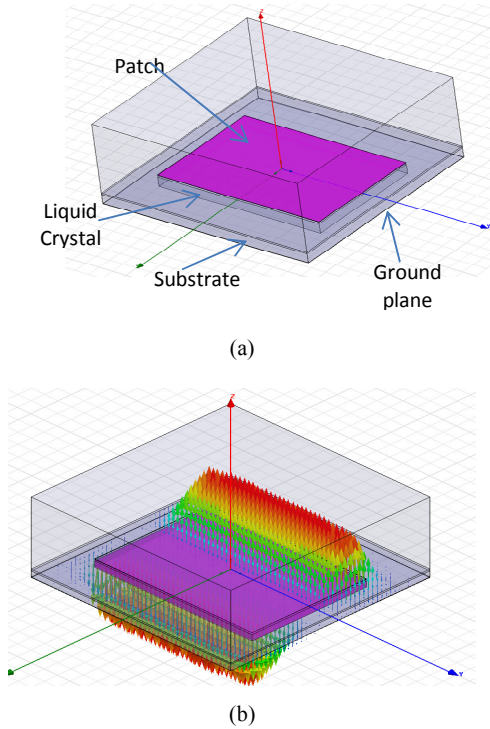 Z
Patch
Liquid
Crystal
Substrate
Ground
plane
(a)
Z
Y
(b)